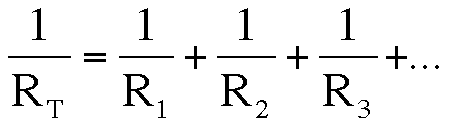 1/R_T = 1/R_1 + 1/R_2 + 1/R_3 +...